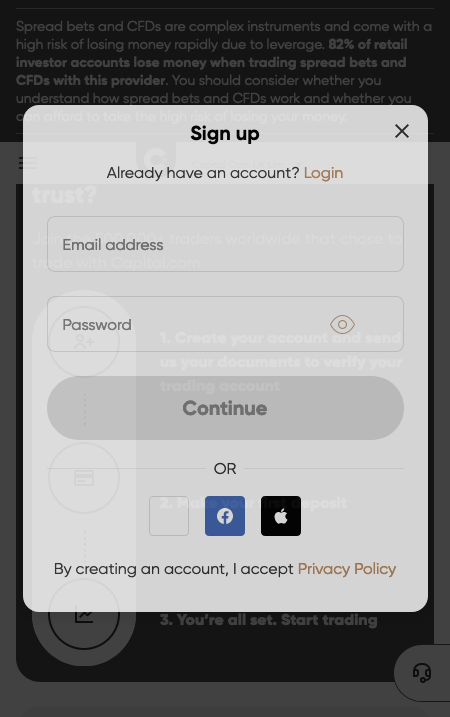 Spread bets and CFDs are complex instruments and come with a
high risk of losing money rapidly due to leverage. 82% of retail
investor accounts lose money when trading spread bets and
CFDs with this provider. You should consider whether you
understand how spread bets and CFDs work and whether you
can afford to take the high risk of losing your money.
Sign up
Already have an account? Login
trust?
traders worldwide that chose to
trade with Capital.com
Email address
Password
1. Create your account and send
us your documents to verify your
trading account
Continue
OR
2. Make your first deposit
By creating an account, I accept Privacy Policy
3. You're all set. Start trading